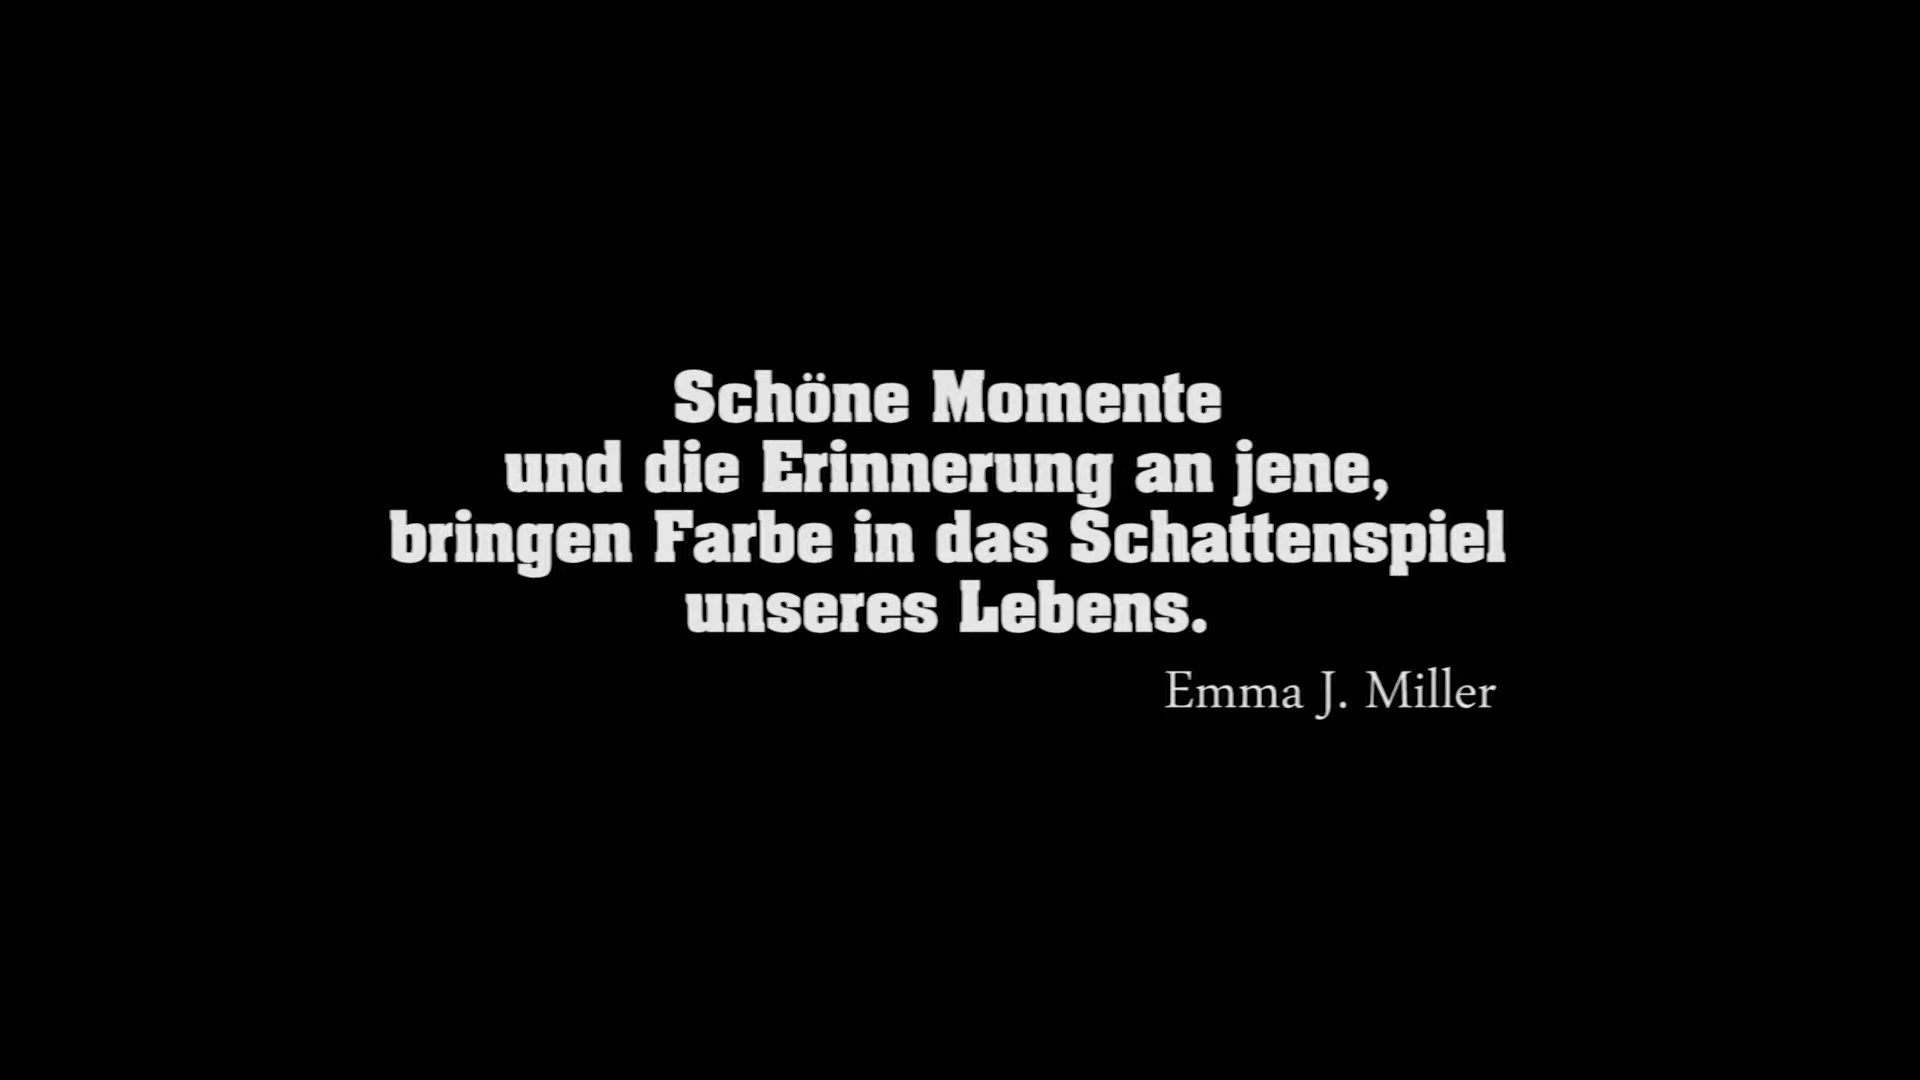 Schöne Momente
und die Erinnerung an jene,
bringen Farbe in das Schattenspiel
unseres Lebens.
Emma J. Miller